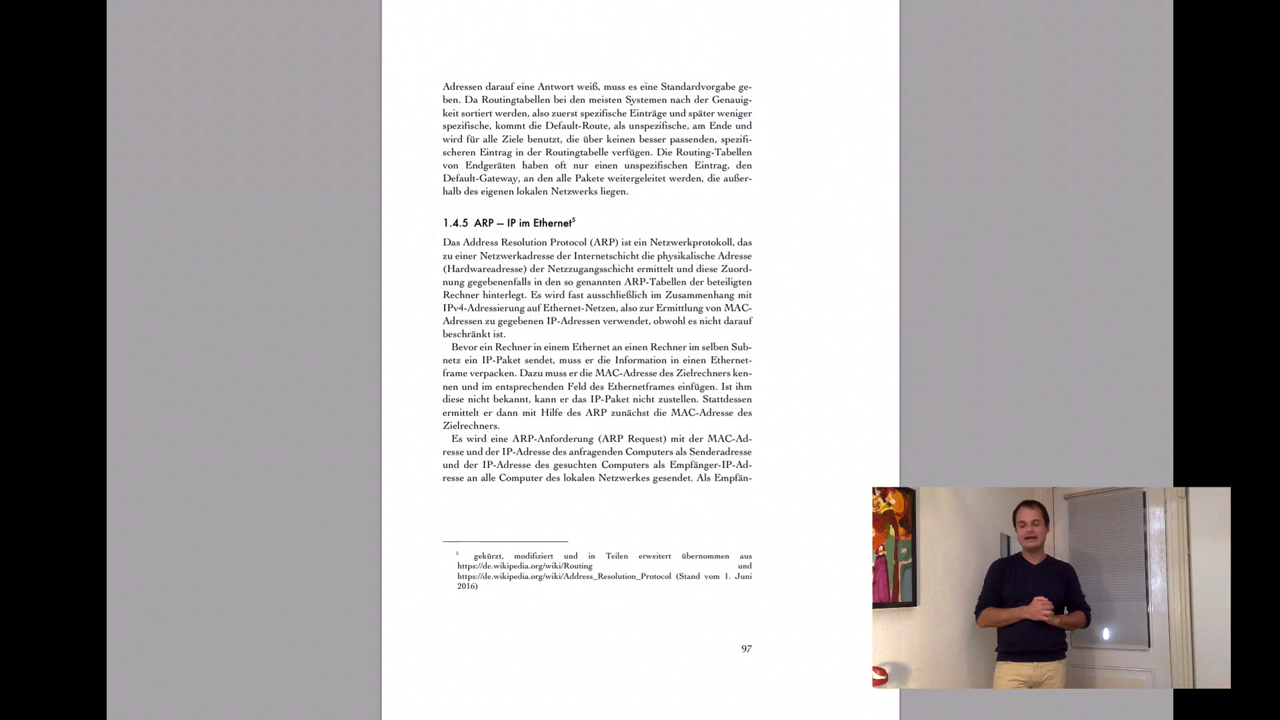 Adressen darauf eine Antwort weiß, muss es eine Standardvorgabe ge-
ben. Da Routingtabellen bei den meisten Systemen nach der Genauig-
keit sortiert werden, also zuerst spezifische Einträge und später weniger
spezifische, kommt die Default-Route, als unspezifische, am Ende und
wird für alle Ziele benutzt, die über keinen besser passenden, spezifi-
scheren Eintrag in der Routingtabelle verfügen. Die Routing-Tabellen
von Endgeräten haben oft nur einen unspezifischen Eintrag, den
Default-Gateway, an den alle Pakete weitergeleitet werden, die außer-
halb des eigenen lokalen Netzwerks liegen.
1.4.5 ARP – IP im Ethernet⁵
Das Address Resolution Protocol (ARP) ist ein Netzwerkprotokoll, das
zu einer Netzwerkadresse der Internetschicht die physikalische Adresse
(Hardwareadresse) der Netzzugangsschicht ermittelt und diese Zuord-
nung gegebenenfalls in den so genannten ARP-Tabellen der beteiligten
Rechner hinterlegt. Es wird fast ausschließlich im Zusammenhang mit
IPv4-Adressierung auf Ethernet-Netzen, also zur Ermittlung von MAC-
Adressen zu gegebenen IP-Adressen verwendet, obwohl es nicht darauf
beschränkt ist.
Bevor ein Rechner in einem Ethernet an einen Rechner im selben Sub-
netz ein IP-Paket sendet, muss er die Information in einen Ethernet-
frame verpacken. Dazu muss er die MAC-Adresse des Zielrechners ken-
nen und im entsprechenden Feld des Ethernetframes einfügen. Ist ihm
diese nicht bekannt, kann er das IP-Paket nicht zustellen. Stattdessen
ermittelt er dann mit Hilfe des ARP zunächst die MAC-Adresse des
Zielrechners.
Es wird eine ARP-Anforderung (ARP Request) mit der MAC-Ad-
resse und der IP-Adresse des anfragenden Computers als Senderadresse
und der IP-Adresse des gesuchten Computers als Empfänger-IP-Ad-
resse an alle Computer des lokalen Netzwerkes gesendet. Als Empfän-
⁵ gekürzt, modifiziert und in Teilen erweitert übernommen aus
https://de.wikipedia.org/wiki/Routing und
https://de.wikipedia.org/wiki/Address_Resolution_Protocol (Stand vom 1. Juni
2016)
97